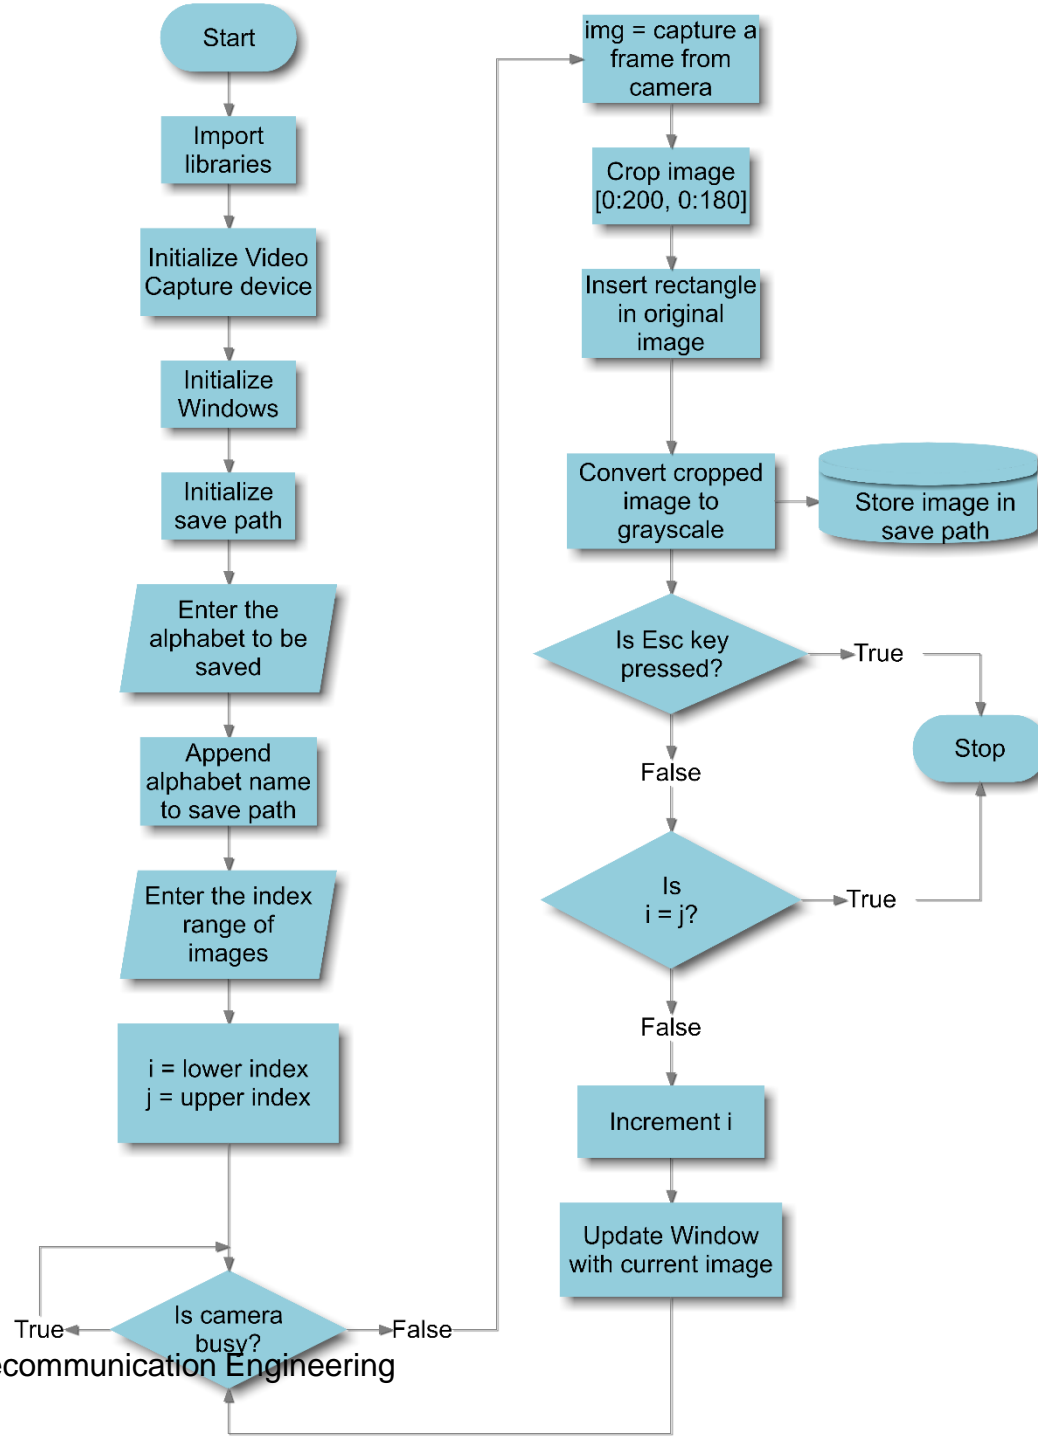 Start
Import
libraries
Initialize Video
Capture device
Initialize
Windows
Initialize
save path
Enter the
alphabet to be
saved
Append
alphabet name
to save path
Enter the index
range of
images
i = lower index
j = upper index
Is camera
busy?
True
False
img = capture a
frame from
camera
Crop image
[0:200, 0:180]
Insert rectangle
in original
image
Convert cropped
image to
grayscale
Store image in
save path
Is Esc key
pressed?
True
False
Stop
Is
i = j?
True
False
Increment i
Update Window
with current image
ecommunication Engineering